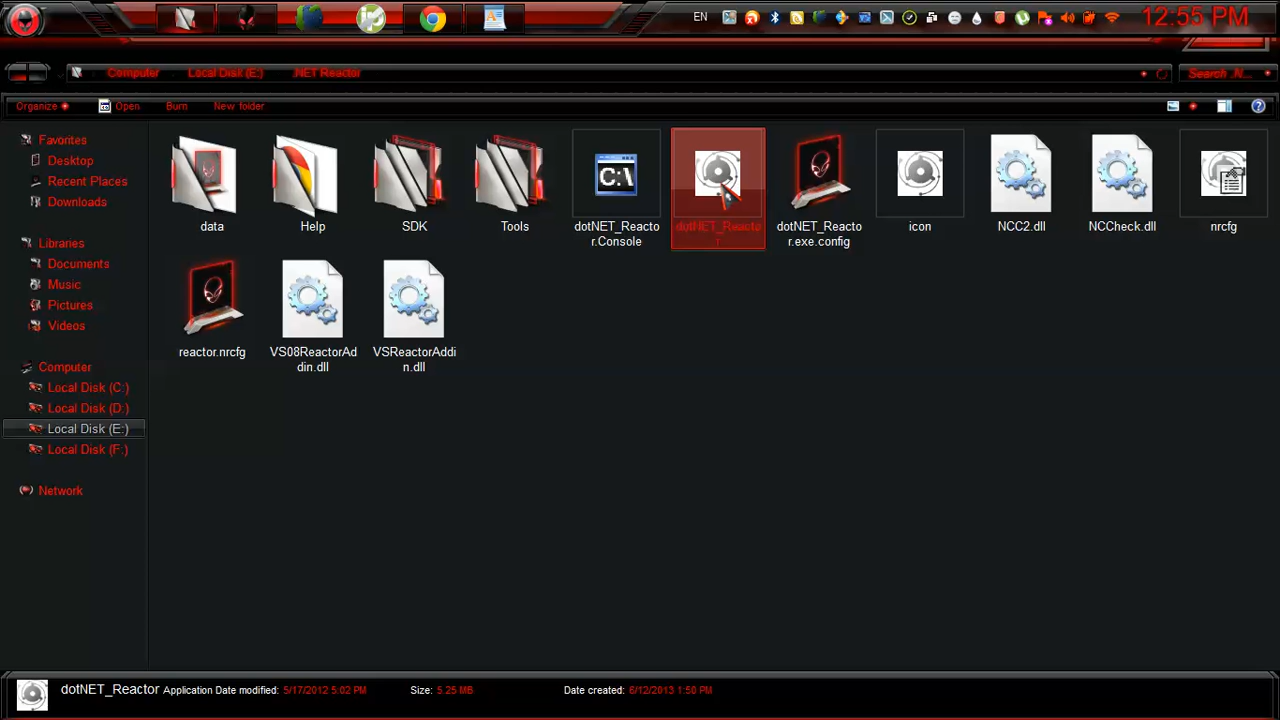 EN
12:55 PM
Computer Local Disk (E:) .NET Reactor
Search .N...
Organize Open Burn New folder
Favorites
Desktop
Recent Places
Downloads
Libraries
Documents
Music
Pictures
Videos
Computer
Local Disk (C:)
Local Disk (D:)
Local Disk (E:)
Local Disk (F:)
Network
data
Help
SDK
Tools
C:\
dotNET_Reacto
r.Console
dotNET_Reacto
r
dotNET_Reacto
r.exe.config
icon
NCC2.dll
NCCheck.dll
nrcfg
reactor.nrcfg
VS08ReactorAd
din.dll
VSReactorAddi
n.dll
dotNET_Reactor Application Date modified: 5/17/2012 5:02 PM Size: 5.25 MB Date created: 6/12/2013 1:50 PM